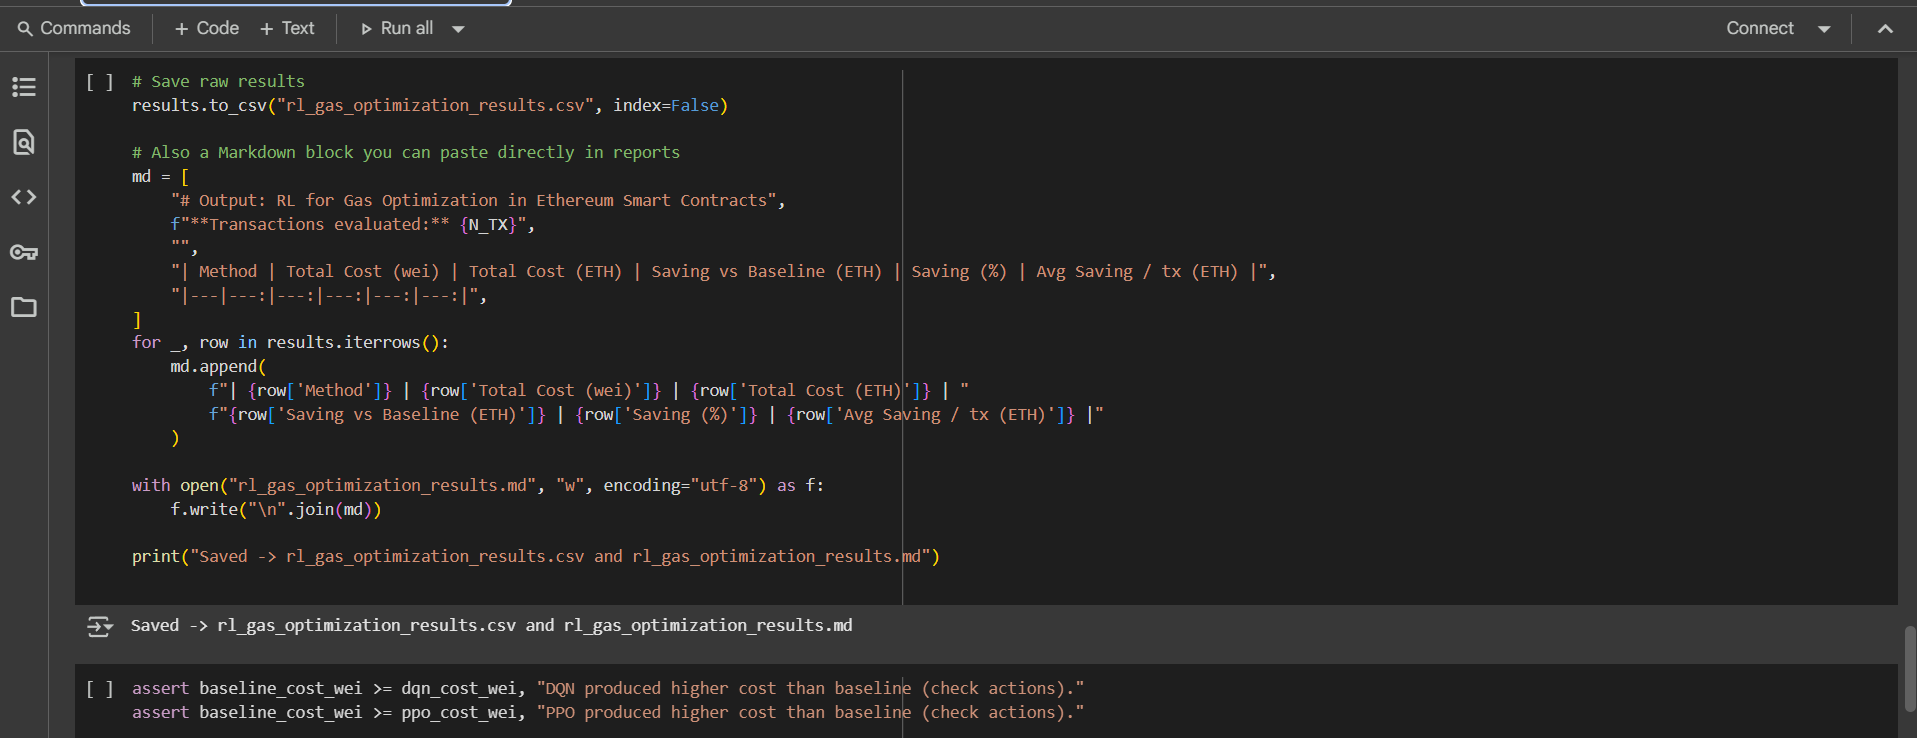 Commands
+ Code
+ Text
Run all
Connect
[ ]
# Save raw results
results.to_csv("rl_gas_optimization_results.csv", index=False)
# Also a Markdown block you can paste directly in reports
md = [
    "# Output: RL for Gas Optimization in Ethereum Smart Contracts",
    f"**Transactions evaluated:** {N_TX}",
    "",
    "| Method | Total Cost (wei) | Total Cost (ETH) | Saving vs Baseline (ETH) | Saving (%) | Avg Saving / tx (ETH) |",
    "|---|---:|---:|---:|---:|---:|",
]
for _, row in results.iterrows():
    md.append(
        f"| {row['Method']} | {row['Total Cost (wei)']} | {row['Total Cost (ETH)']} | "
        f"{row['Saving vs Baseline (ETH)']} | {row['Saving (%)']} | {row['Avg Saving / tx (ETH)']} |"
    )
with open("rl_gas_optimization_results.md", "w", encoding="utf-8") as f:
    f.write("\n".join(md))
print("Saved -> rl_gas_optimization_results.csv and rl_gas_optimization_results.md")
Saved -> rl_gas_optimization_results.csv and rl_gas_optimization_results.md
[ ]
assert baseline_cost_wei >= dqn_cost_wei, "DQN produced higher cost than baseline (check actions)."
assert baseline_cost_wei >= ppo_cost_wei, "PPO produced higher cost than baseline (check actions)."